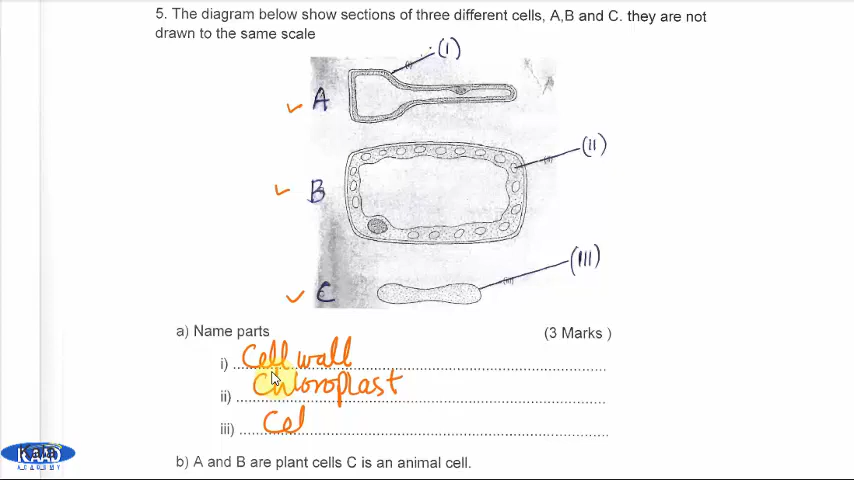 5. The diagram below show sections of three different cells, A,B and C. they are not
drawn to the same scale
(I)
A
(II)
B
(III)
C
a) Name parts
(3 Marks )
i) Cell wall
ii) Chloroplast
iii) Cel
b) A and B are plant cells C is an animal cell.
ACADEMY